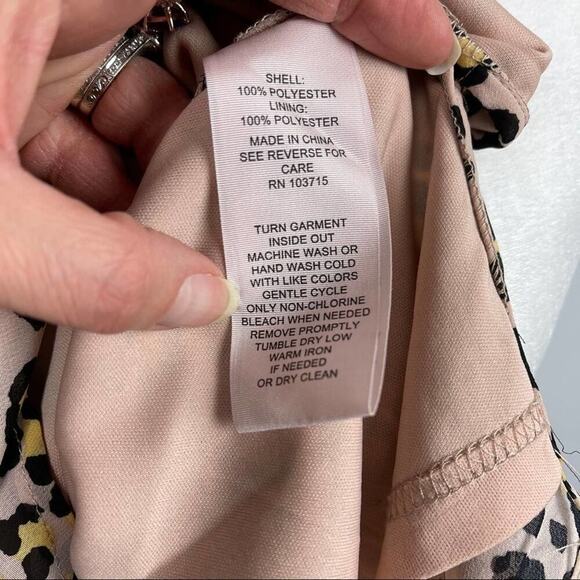 SHELL:
100% POLYESTER
LINING:
100% POLYESTER
MADE IN CHINA
SEE REVERSE FOR
CARE
RN 103715
TURN GARMENT
INSIDE OUT
MACHINE WASH OR
HAND WASH COLD
WITH LIKE COLORS
GENTLE CYCLE
ONLY NON-CHLORINE
BLEACH WHEN NEEDED
REMOVE PROMPTLY
TUMBLE DRY LOW
WARM IRON
IF NEEDED
OR DRY CLEAN